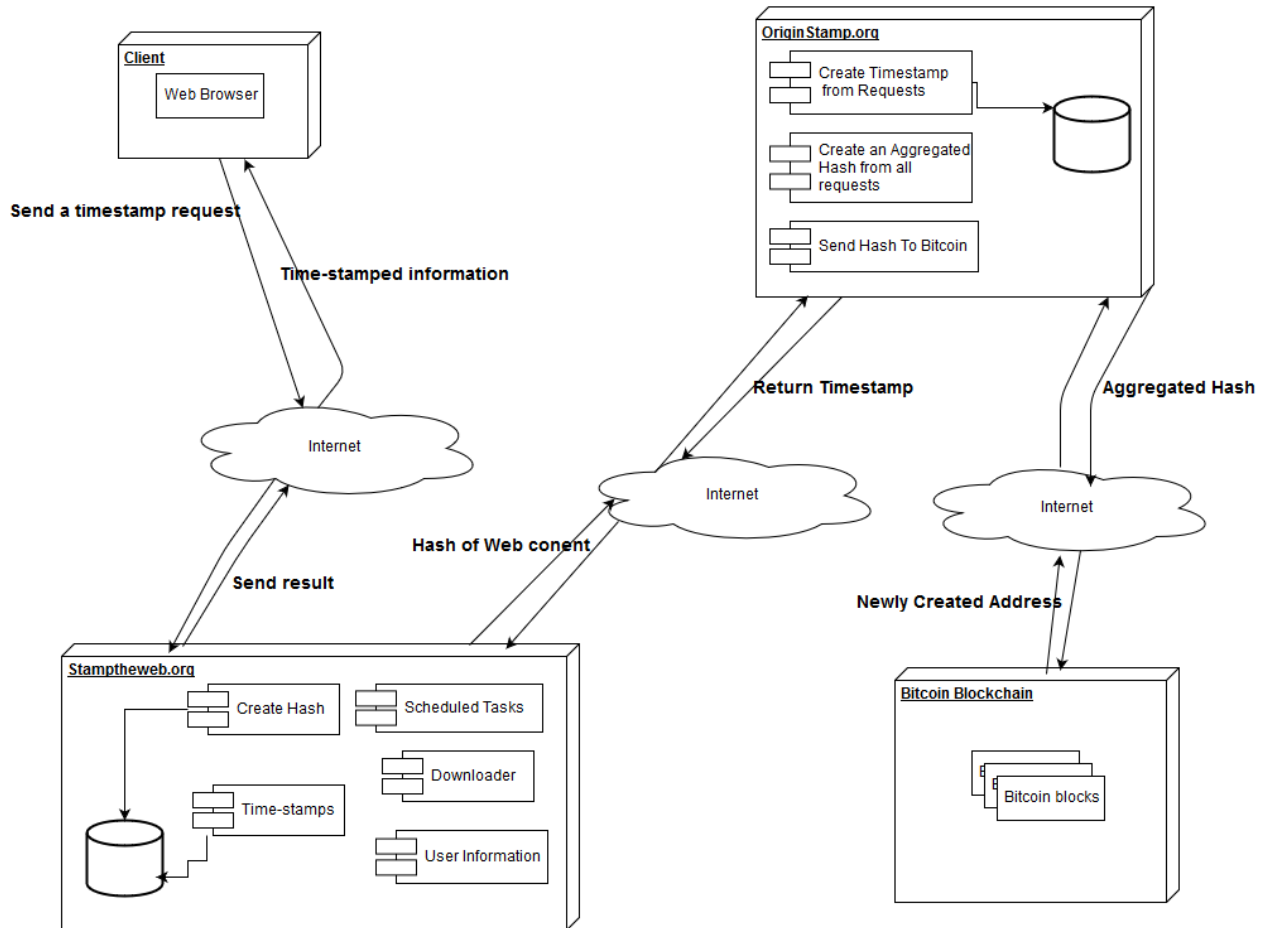 Client
Web Browser
Send a timestamp request
Time-stamped information
Internet
Send result
Stamptheweb.org
Create Hash
Scheduled Tasks
Downloader
Time-stamps
User Information
Hash of Web conent
Internet
Return Timestamp
OriginStamp.org
Create Timestamp
from Requests
Create an Aggregated
Hash from all
requests
Send Hash To Bitcoin
Aggregated Hash
Internet
Newly Created Address
Bitcoin Blockchain
Bitcoin blocks